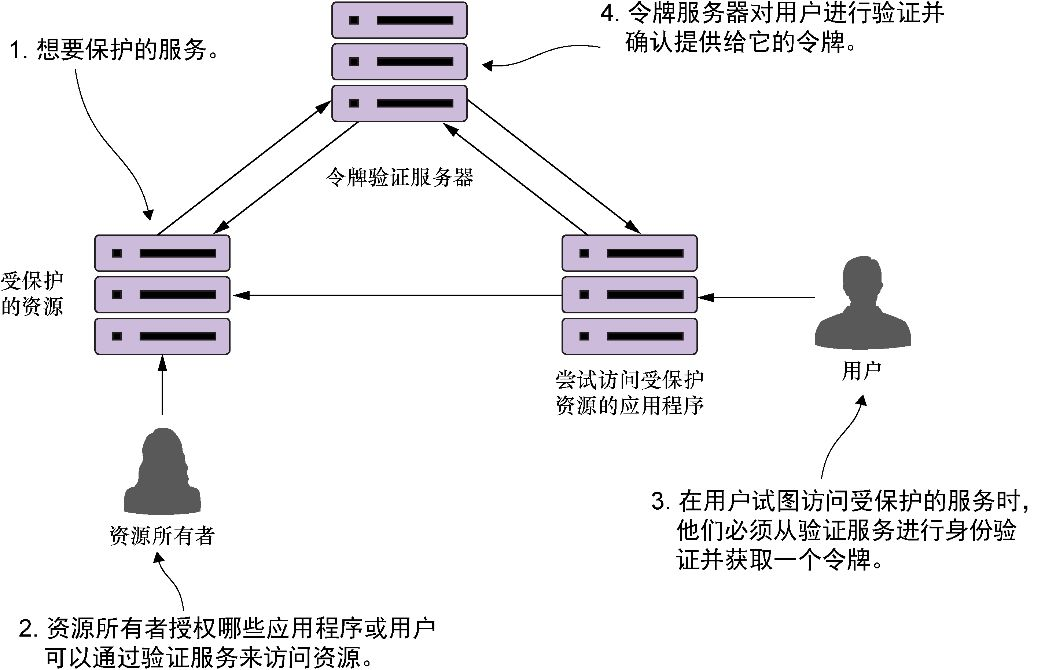 1. 想要保护的服务。
4. 令牌服务器对用户进行验证并
确认提供给它的令牌。
令牌验证服务器
受保护
的资源
尝试访问受保护
资源的应用程序
用户
资源所有者
3. 在用户试图访问受保护的服务时，
他们必须从验证服务进行身份验
证并获取一个令牌。
2. 资源所有者授权哪些应用程序或用户
可以通过验证服务来访问资源。